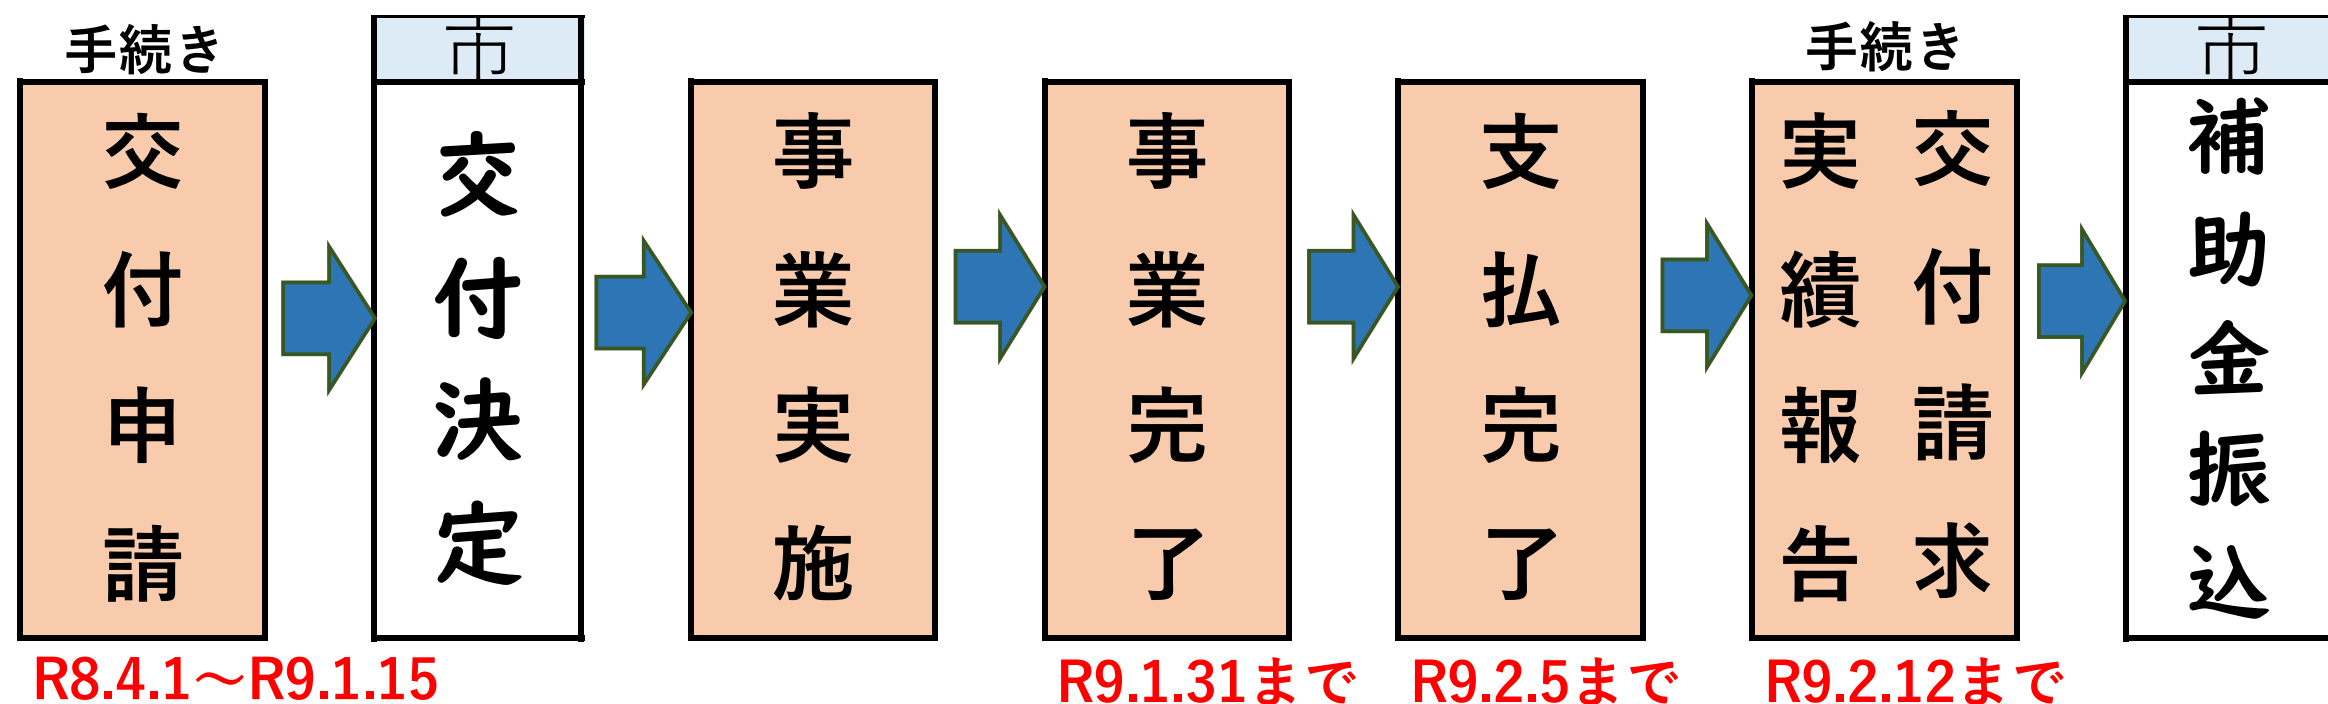 手続き
交付申請
R8.4.1～R9.1.15
市
交付決定
事業実施
事業完了
R9.1.31まで
支払完了
R9.2.5まで
手続き
交付請求
実績報告
R9.2.12まで
市
補助金振込